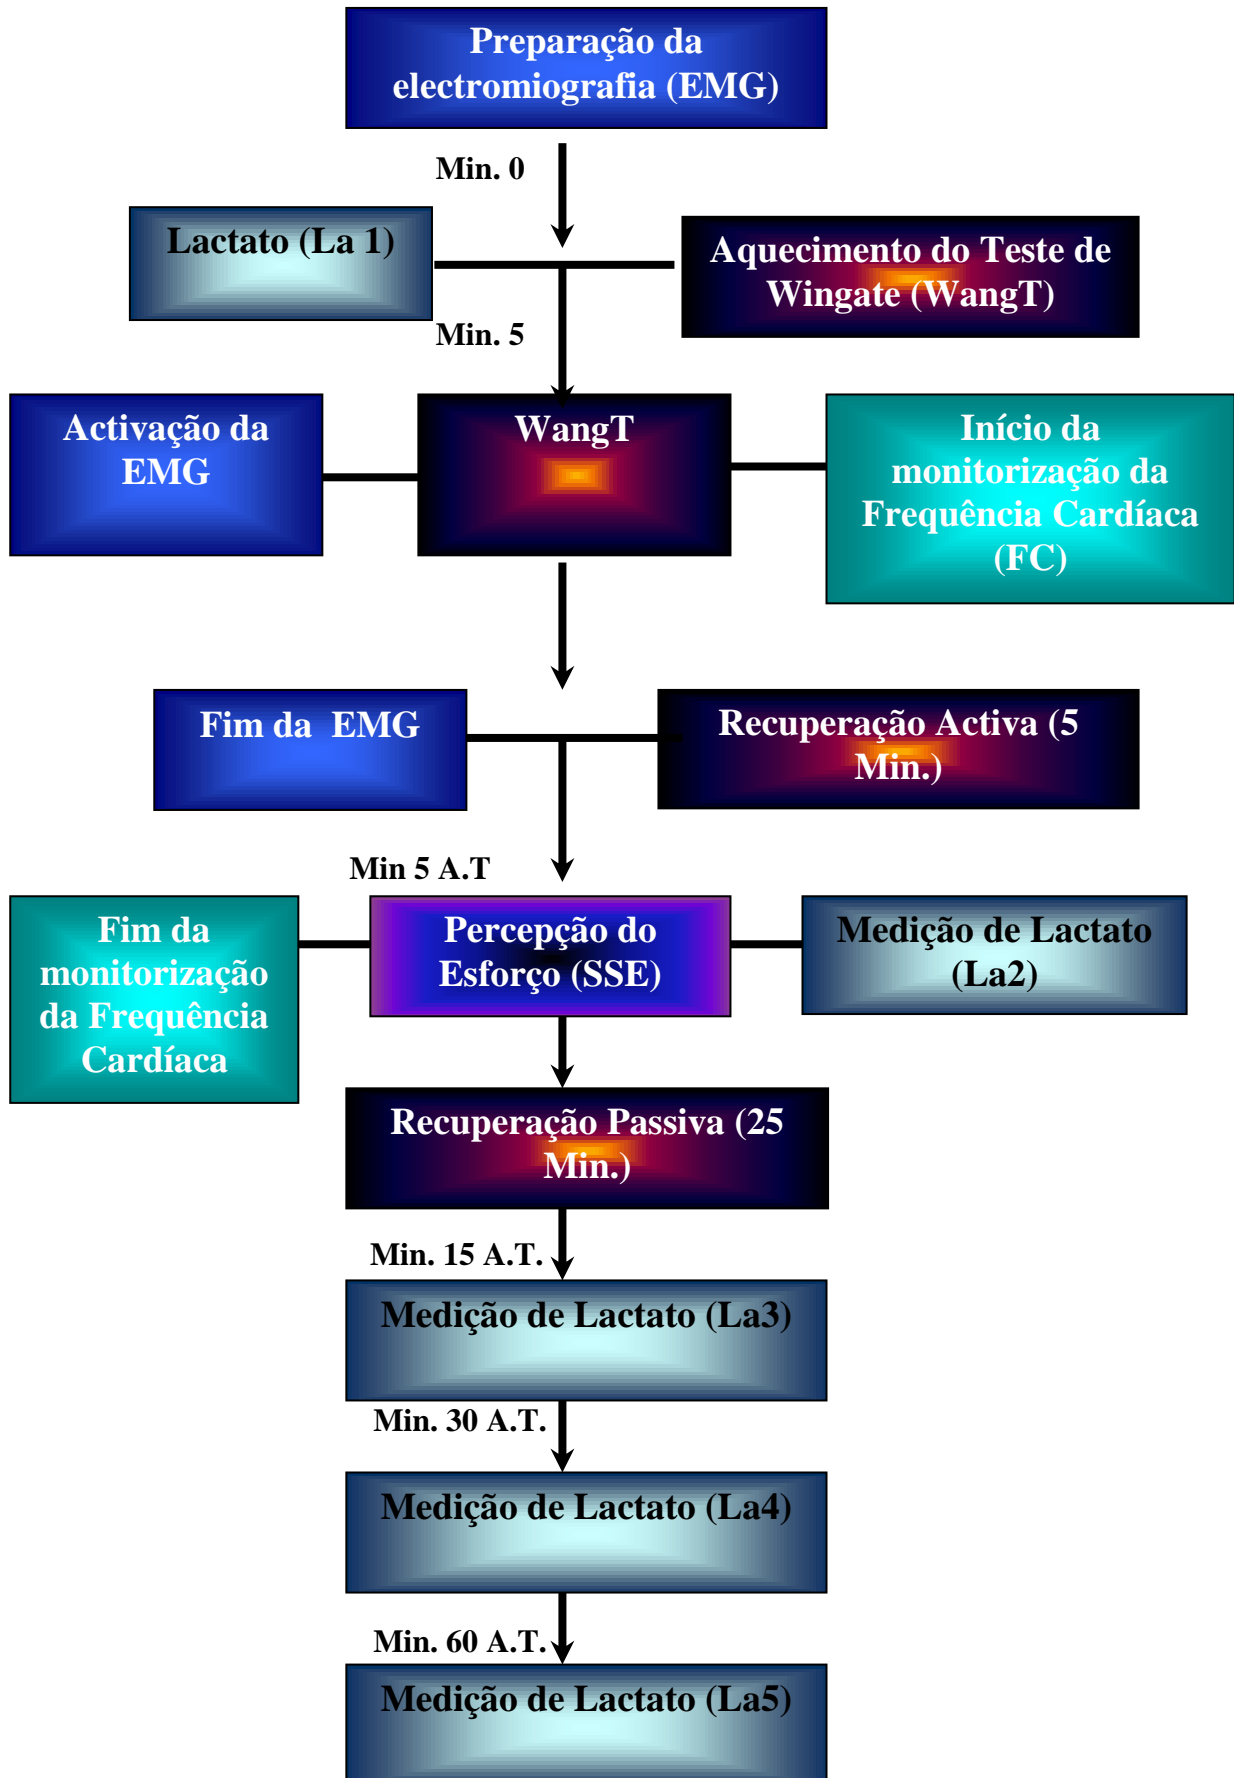 Preparação da
electromiografia (EMG)
Min. 0
Lactato (La 1)
Aquecimento do Teste de
Wingate (WangT)
Min. 5
Activação da
EMG
WangT
Início da
monitorização da
Frequência Cardíaca
(FC)
Fim da EMG
Recuperação Activa (5
Min.)
Min 5 A.T
Fim da
monitorização
da Frequência
Cardíaca
Percepção do
Esforço (SSE)
Medição de Lactato
(La2)
Recuperação Passiva (25
Min.)
Min. 15 A.T.
Medição de Lactato (La3)
Min. 30 A.T.
Medição de Lactato (La4)
Min. 60 A.T.
Medição de Lactato (La5)